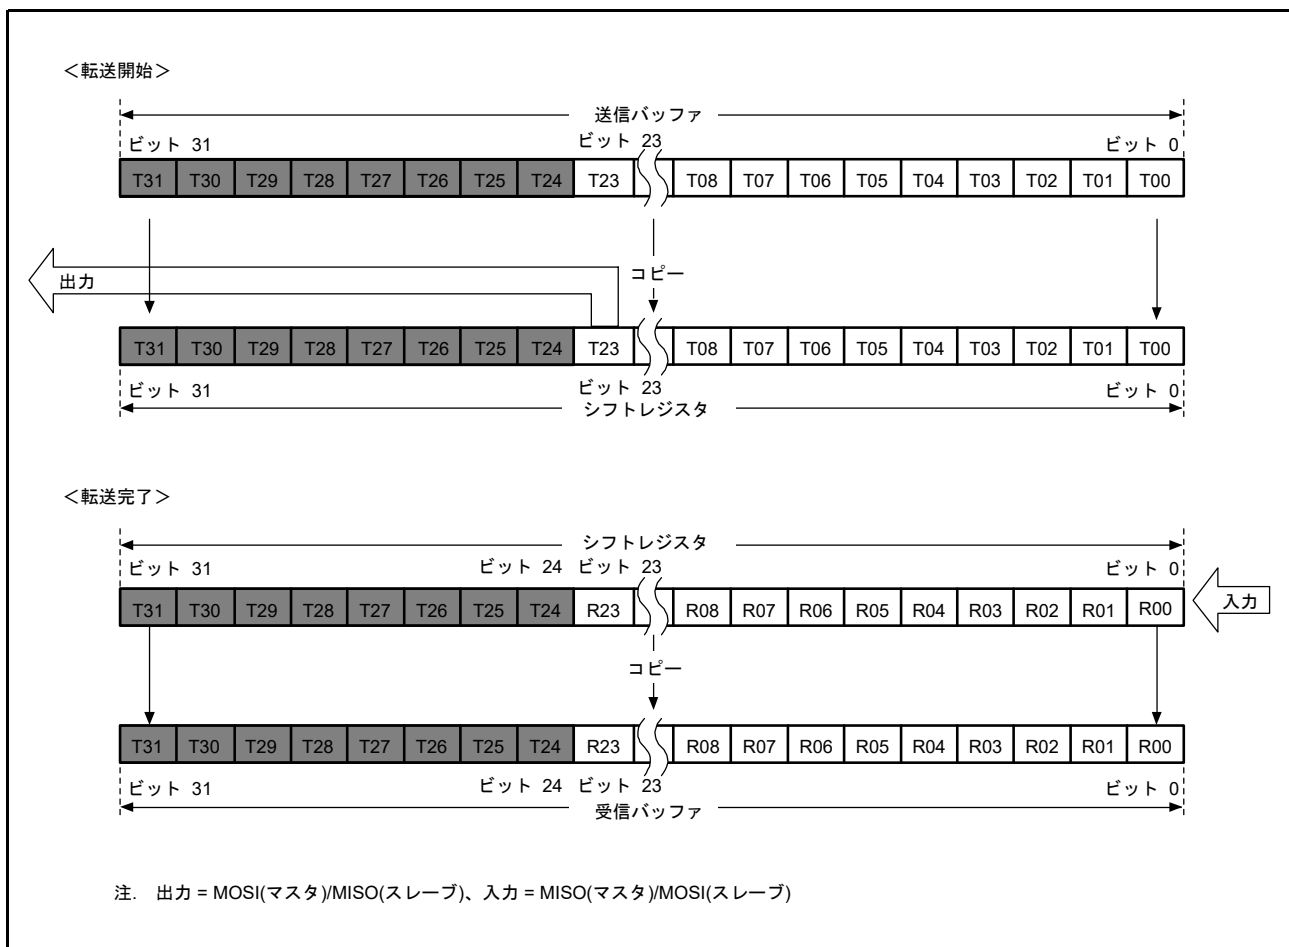 ＜転送開始＞
送信バッファ
ビット 31 ビット 23 ビット 0
T31 T30 T29 T28 T27 T26 T25 T24 T23 T08 T07 T06 T05 T04 T03 T02 T01 T00
出力 コピー
T31 T30 T29 T28 T27 T26 T25 T24 T23 T08 T07 T06 T05 T04 T03 T02 T01 T00
ビット 31 ビット 23 ビット 0
シフトレジスタ
＜転送完了＞
シフトレジスタ
ビット 31 ビット 24 ビット 23 ビット 0
T31 T30 T29 T28 T27 T26 T25 T24 R23 R08 R07 R06 R05 R04 R03 R02 R01 R00 入力
コピー
T31 T30 T29 T28 T27 T26 T25 T24 R23 R08 R07 R06 R05 R04 R03 R02 R01 R00
ビット 31 ビット 24 ビット 23 ビット 0
受信バッファ
注. 出力 = MOSI(マスタ)/MISO(スレーブ)、入力 = MISO(マスタ)/MOSI(スレーブ)